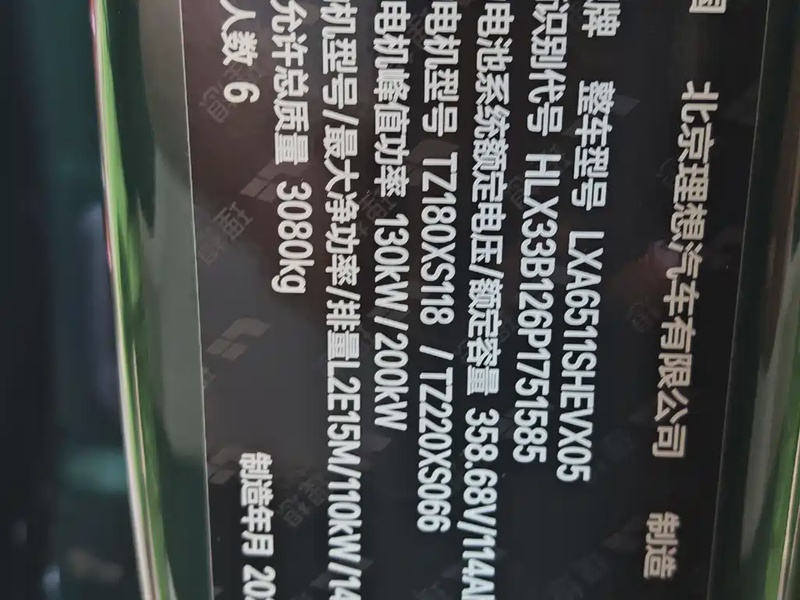 国 北京理想汽车有限公司 制造
牌 整车型号 LXA6511SHEVX05
识别代号 HLX33B126P1751585
电池系统额定电压/额定容量 358.68V/114A
电机型号 TZ180XS118 / TZ220XS066
电机峰值功率 130kW/200kW
机型号/最大净功率/排量L2E15M/110kW/14
允许总质量 3080kg
人数 6 制造年月 20